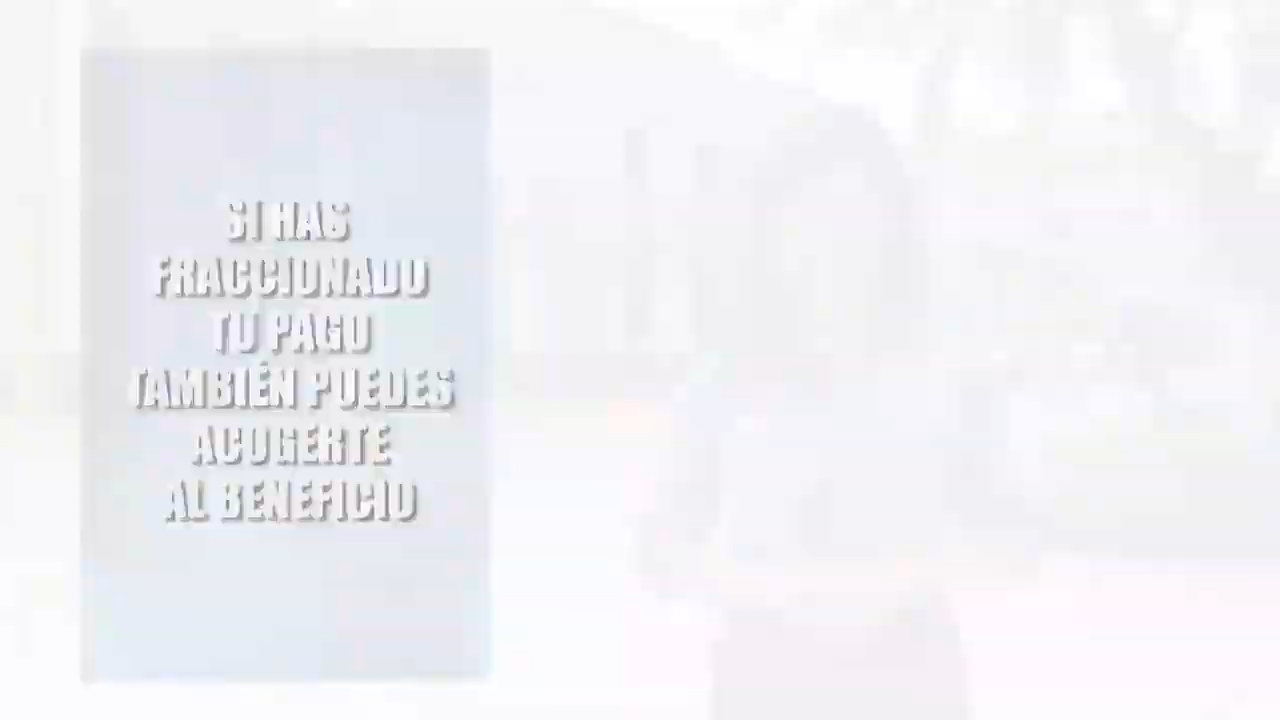 SI HAS
FRACCIONADO
TU PAGO
TAMBIÉN PUEDES
ACOGERTE
AL BENEFICIO